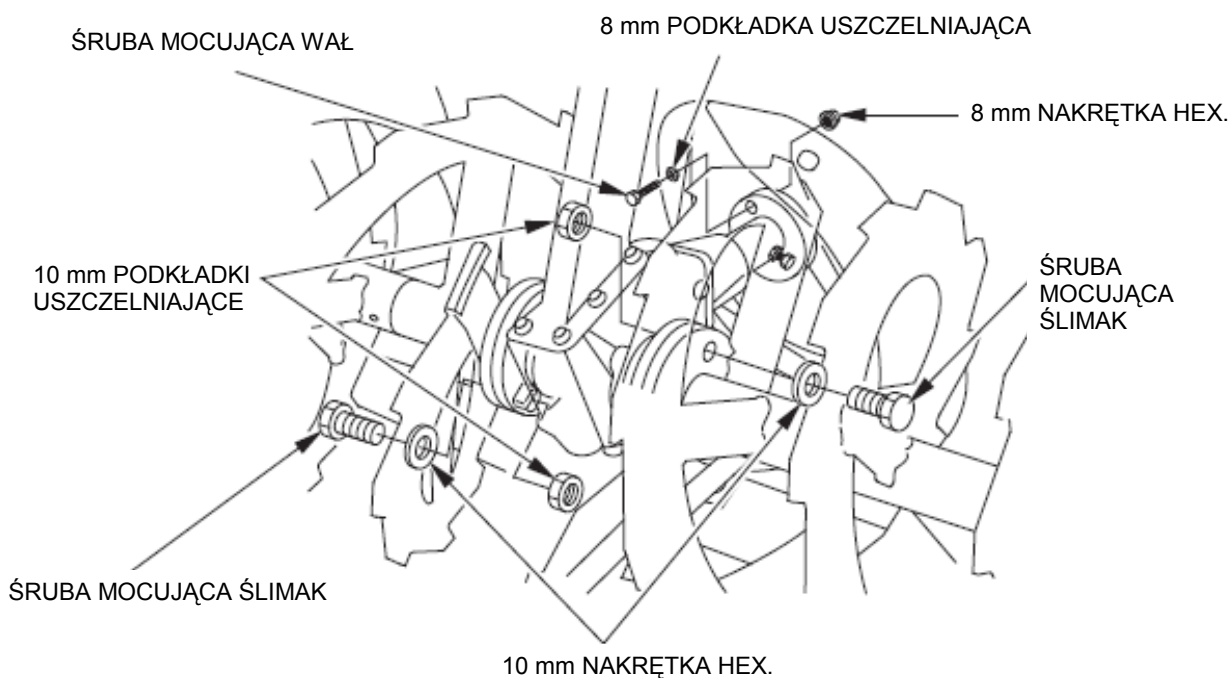 8 mm PODKŁADKA USZCZELNIAJĄCA
ŚRUBA MOCUJĄCA WAŁ
8 mm NAKRĘTKA HEX.
10 mm PODKŁADKI
USZCZELNIAJĄCE
ŚRUBA
MOCUJĄCA
ŚLIMAK
ŚRUBA MOCUJĄCA ŚLIMAK
10 mm NAKRĘTKA HEX.